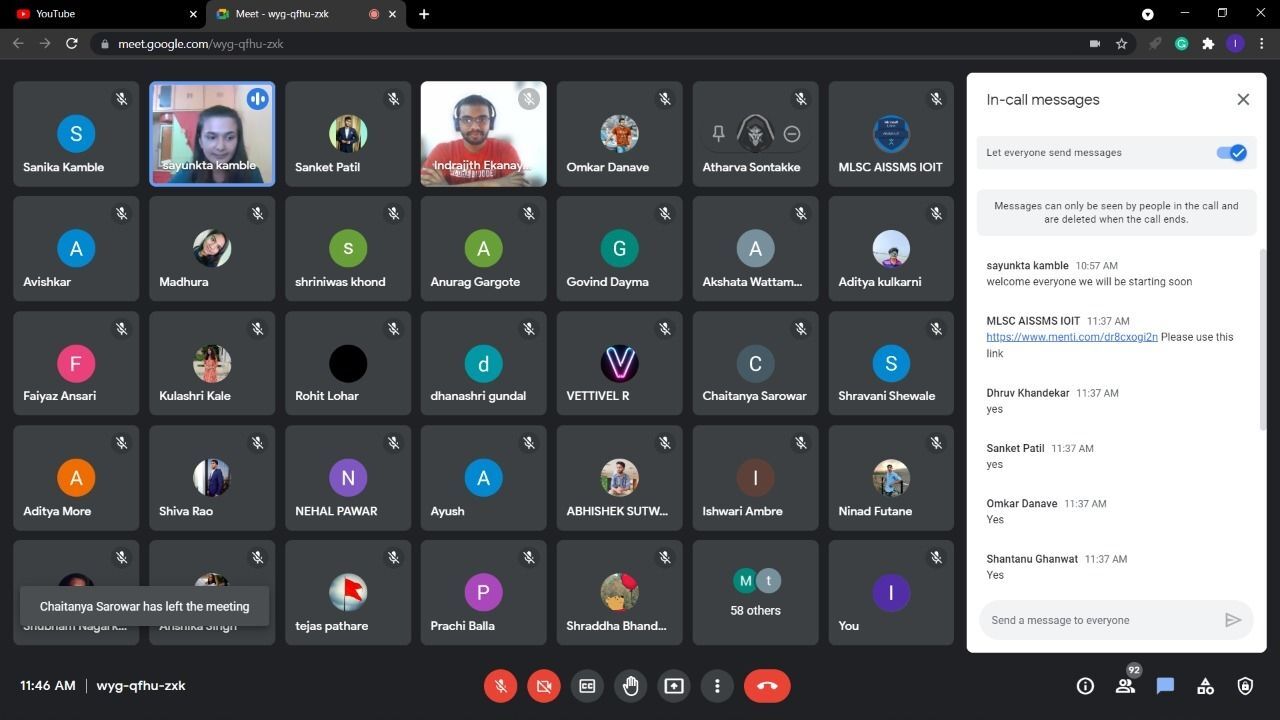 YouTube
Meet - wyg-qfhu-zxk
meet.google.com/wyg-qfhu-zxk
I
S
Sanika Kamble
sayunkta kamble
Sanket Patil
Indrajith Ekanay...
Omkar Danave
Atharva Sontakke
MLSC AISSMS IOIT
A
Avishkar
Madhura
s
shriniwas khond
A
Anurag Gargote
G
Govind Dayma
A
Akshata Wattam...
Aditya kulkarni
F
Faiyaz Ansari
Kulashri Kale
Rohit Lohar
d
dhanashri gundal
V
VETTIVEL R
C
Chaitanya Sarowar
S
Shravani Shewale
A
Aditya More
Shiva Rao
N
NEHAL PAWAR
A
Ayush
ABHISHEK SUTW...
I
Ishwari Ambre
Ninad Futane
Chaitanya Sarowar has left the meeting
Shubham Nagark...
Anshika Singh
tejas pathare
P
Prachi Balla
Shraddha Bhand...
M t
58 others
I
You
In-call messages
Let everyone send messages
Messages can only be seen by people in the call and
are deleted when the call ends.
sayunkta kamble 10:57 AM
welcome everyone we will be starting soon
MLSC AISSMS IOIT 11:37 AM
https://www.menti.com/dr8cxogi2n Please use this
link
Dhruv Khandekar 11:37 AM
yes
Sanket Patil 11:37 AM
yes
Omkar Danave 11:37 AM
Yes
Shantanu Ghanwat 11:37 AM
Yes
Send a message to everyone
11:46 AM | wyg-qfhu-zxk
92